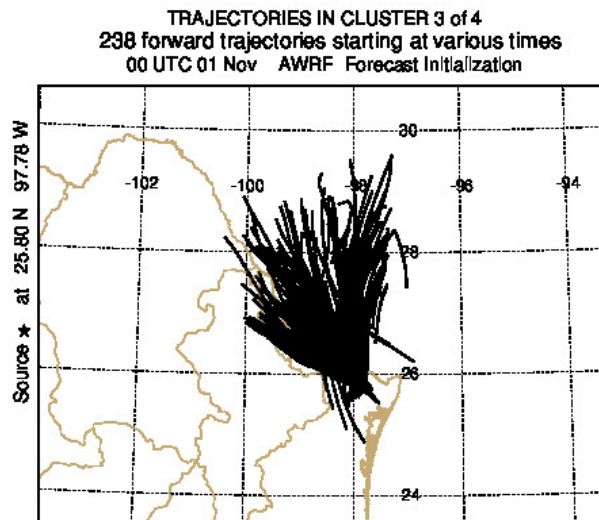 TRAJECTORIES IN CLUSTER 3 of 4
238 forward trajectories starting at various times
00 UTC 01 Nov AWRF Forecast Initialization
Source ★ at 25.80 N 97.78 W
30
-102 -100 -98 -96 -94
28
26
24